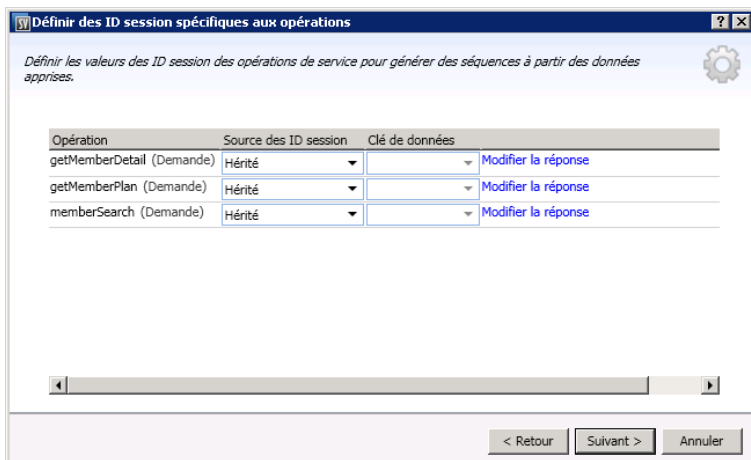 SV Définir des ID session spécifiques aux opérations ? X
Définir les valeurs des ID session des opérations de service pour générer des séquences à partir des données
apprises.
Opération Source des ID session Clé de données
getMemberDetail (Demande) Hérité Modifier la réponse
getMemberPlan (Demande) Hérité Modifier la réponse
memberSearch (Demande) Hérité Modifier la réponse
< Retour Suivant > Annuler